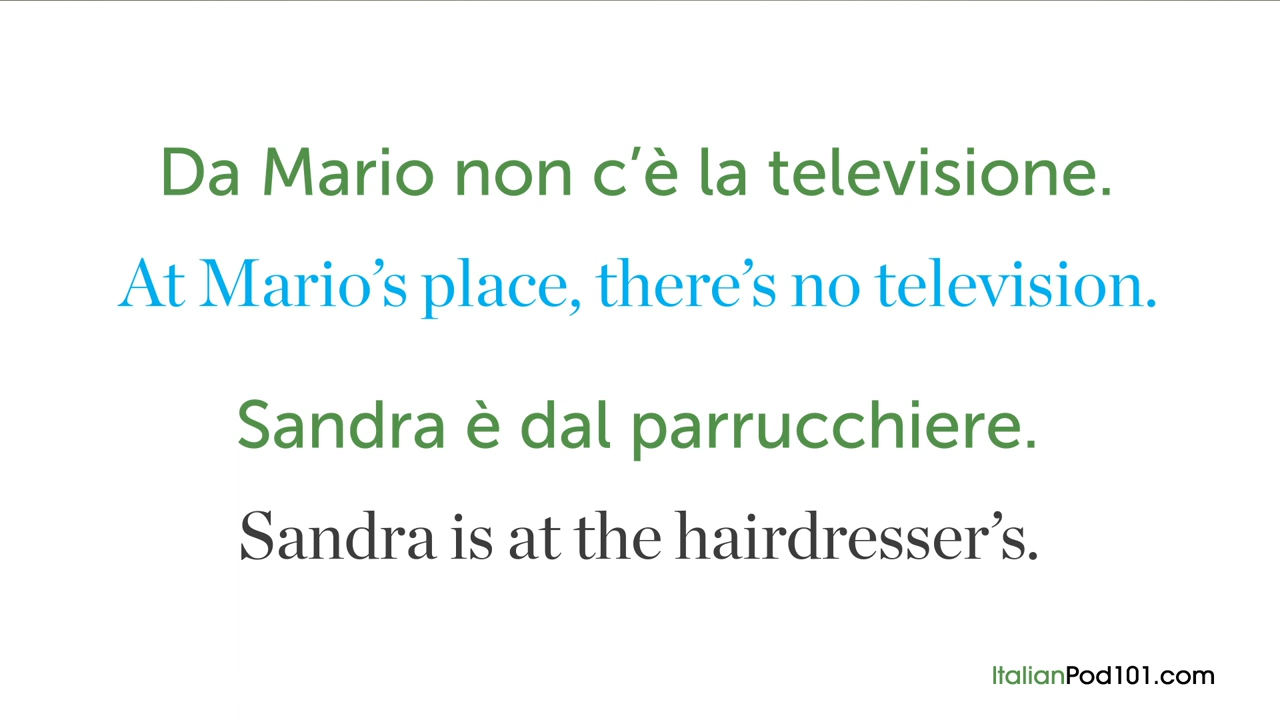 Da Mario non c’è la televisione.
At Mario’s place, there’s no television.
Sandra è dal parrucchiere.
Sandra is at the hairdresser’s.
ItalianPod101.com